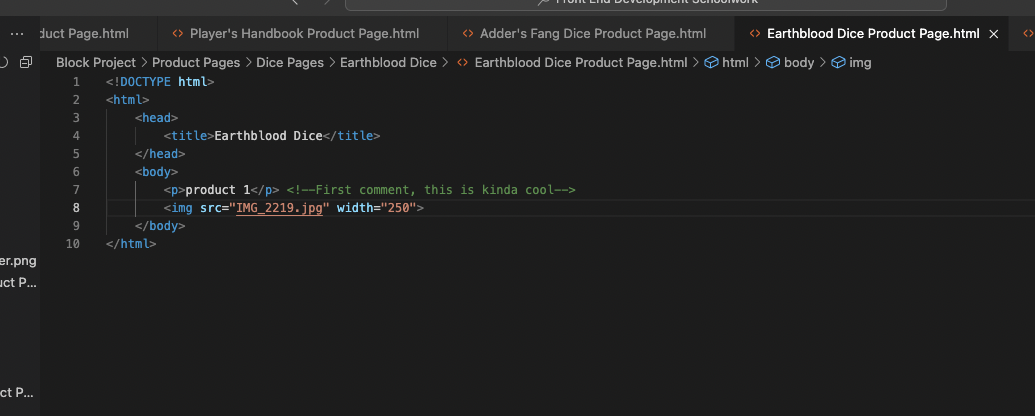 Front End Development Schoolwork
... duct Page.html <> Player's Handbook Product Page.html <> Adder's Fang Dice Product Page.html <> Earthblood Dice Product Page.html × <>
Block Project > Product Pages > Dice Pages > Earthblood Dice > <> Earthblood Dice Product Page.html > html > body > img
1 <!DOCTYPE html>
2 <html>
3 <head>
4 <title>Earthblood Dice</title>
5 </head>
6 <body>
7 <p>product 1</p> <!--First comment, this is kinda cool-->
8 <img src="IMG_2219.jpg" width="250">
9 </body>
10 </html>
er.png
uct P...
ct P...